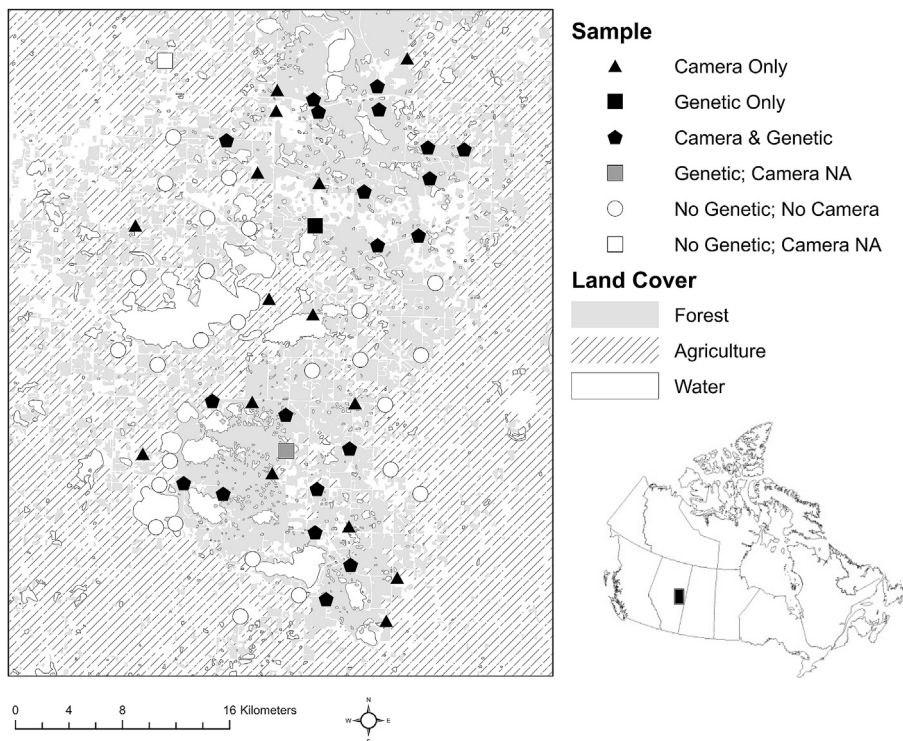 Sample
Camera Only
Genetic Only
Camera & Genetic
Genetic; Camera NA
No Genetic; No Camera
No Genetic; Camera NA
Land Cover
Forest
Agriculture
Water
0 4 8 16 Kilometers
N
W E